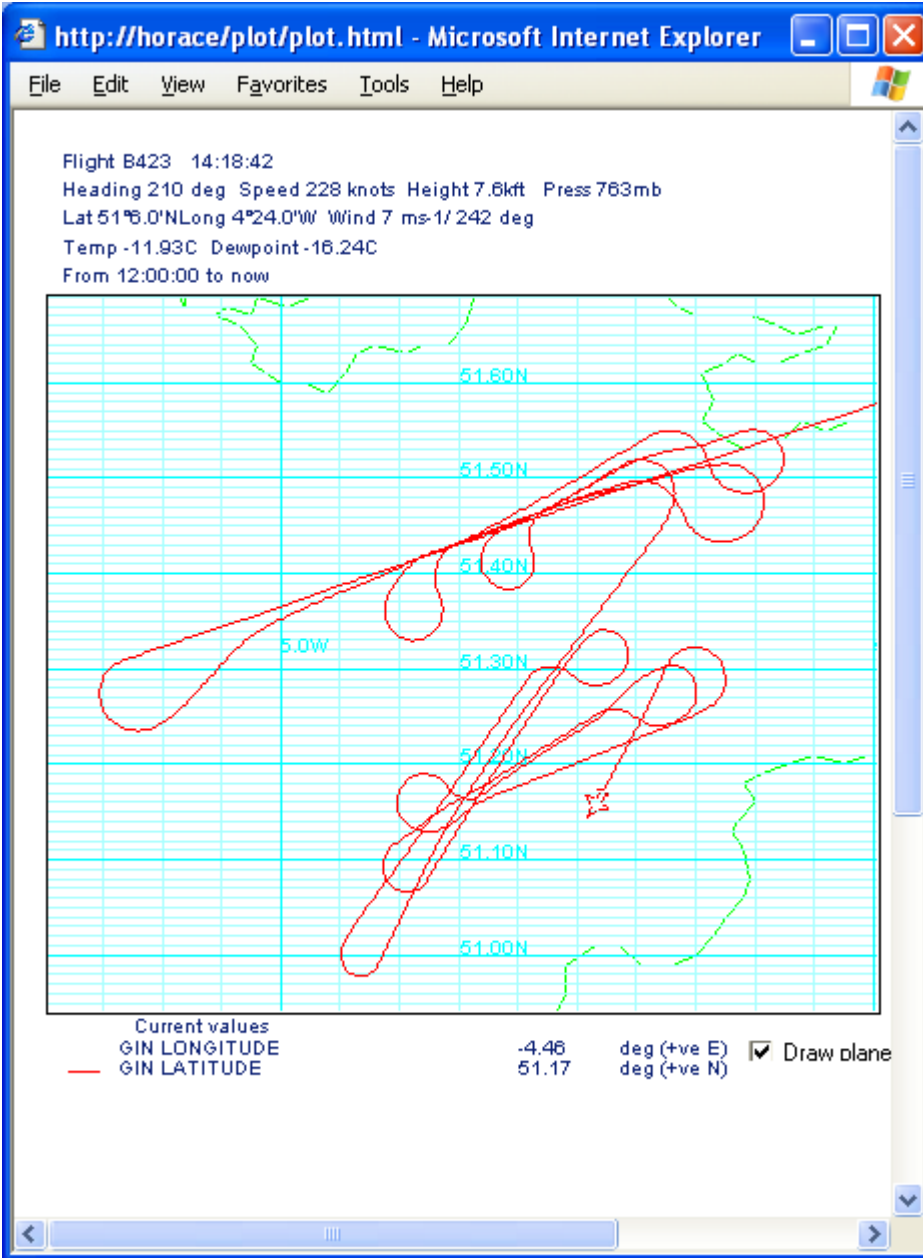 http://horace/plot/plot.html - Microsoft Internet Explorer
File Edit View Favorites Tools Help
Flight B423 14:18:42
Heading 210 deg Speed 228 knots Height 7.6kft Press 763mb
Lat 51°6.0'NLong 4°24.0'W Wind 7 ms-1/ 242 deg
Temp -11.93C Dewpoint -16.24C
From 12:00:00 to now
51.60N
51.50N
51.40N
5.0W
51.30N
51.20N
51.10N
51.00N
Current values
GIN LONGITUDE -4.46 deg (+ve E) Draw plane
GIN LATITUDE 51.17 deg (+ve N)